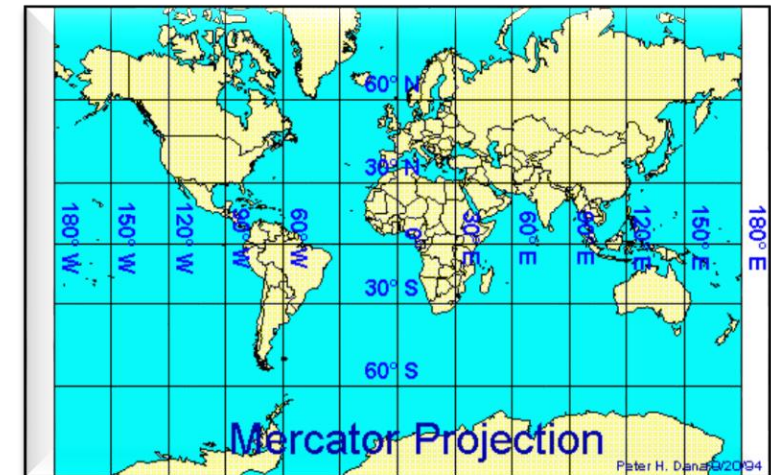 60° N
30° N
180° W
150° W
120° W
90° W
60° W
0°
30° E
60° E
90° E
120° E
150° E
180° E
30° S
60° S
Mercator Projection
Peter H. Dana 9/20/94